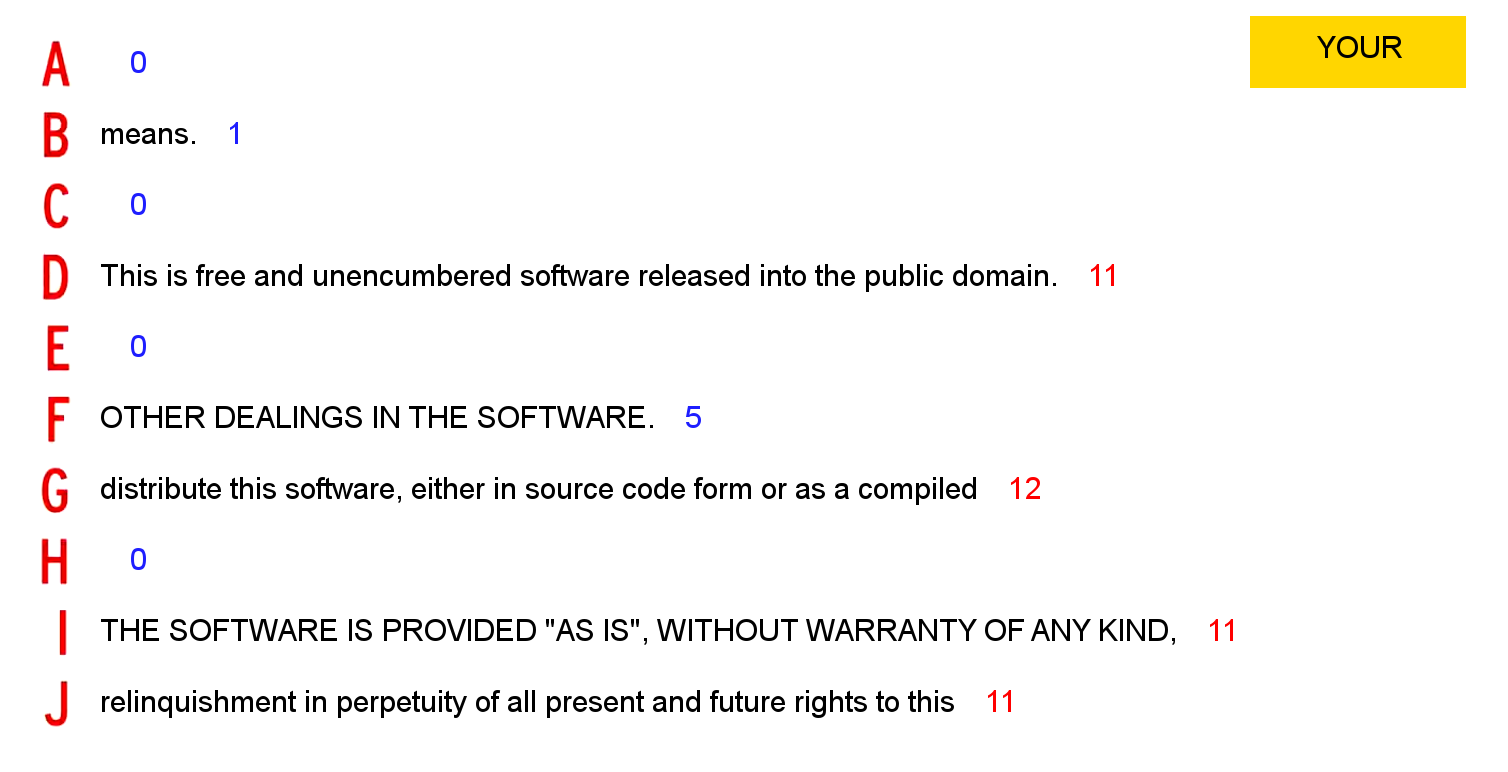 YOUR
A 0
B means. 1
C 0
D This is free and unencumbered software released into the public domain. 11
E 0
F OTHER DEALINGS IN THE SOFTWARE. 5
G distribute this software, either in source code form or as a compiled 12
H 0
I THE SOFTWARE IS PROVIDED "AS IS", WITHOUT WARRANTY OF ANY KIND, 11
J relinquishment in perpetuity of all present and future rights to this 11